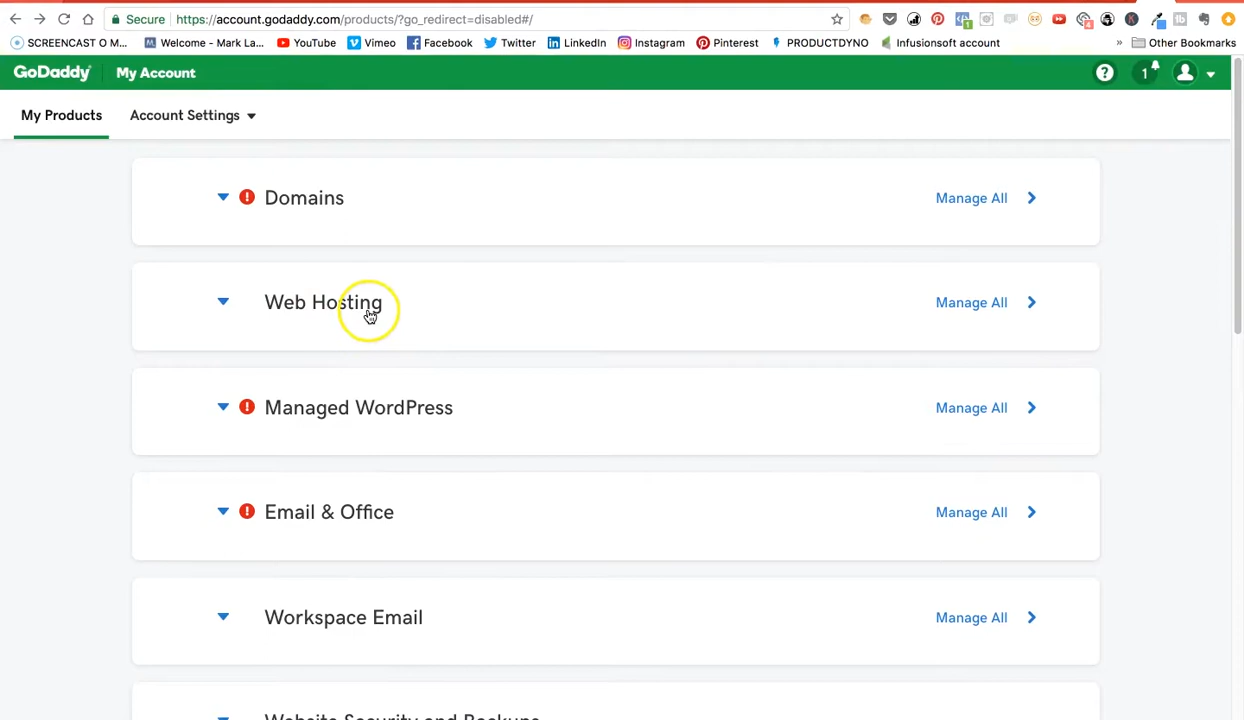 Secure https://account.godaddy.com/products/?go_redirect=disabled#/
SCREENCAST O M... Welcome - Mark La... YouTube Vimeo Facebook Twitter LinkedIn Instagram Pinterest PRODUCTDYNO Infusionsoft account » Other Bookmarks
GoDaddy My Account ? 1
My Products Account Settings
Domains Manage All
Web Hosting Manage All
Managed WordPress Manage All
Email & Office Manage All
Workspace Email Manage All
Website Security and Backups